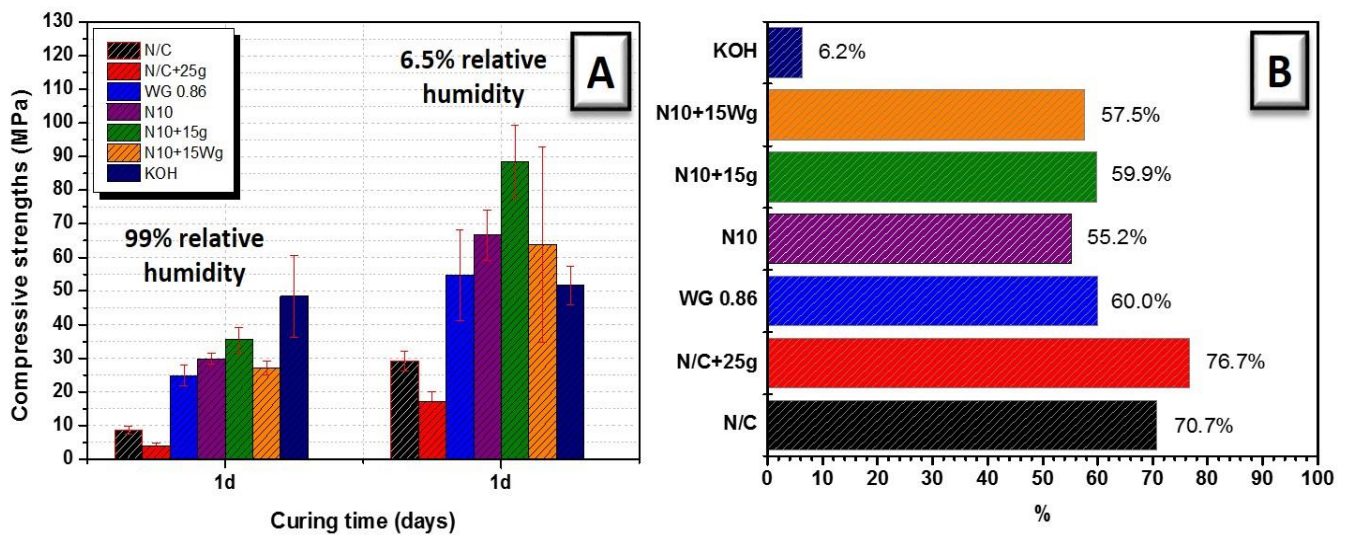 130
120
110
100
90
80
70
60
50
40
30
20
10
0
Compressive strengths (MPa)
N/C
N/C+25g
WG 0.86
N10
N10+15g
N10+15Wg
KOH
99% relative
humidity
6.5% relative
humidity
A
1d
1d
Curing time (days)
B
KOH
6.2%
N10+15Wg
57.5%
N10+15g
59.9%
N10
55.2%
WG 0.86
60.0%
N/C+25g
76.7%
N/C
70.7%
0 10 20 30 40 50 60 70 80 90 100
%